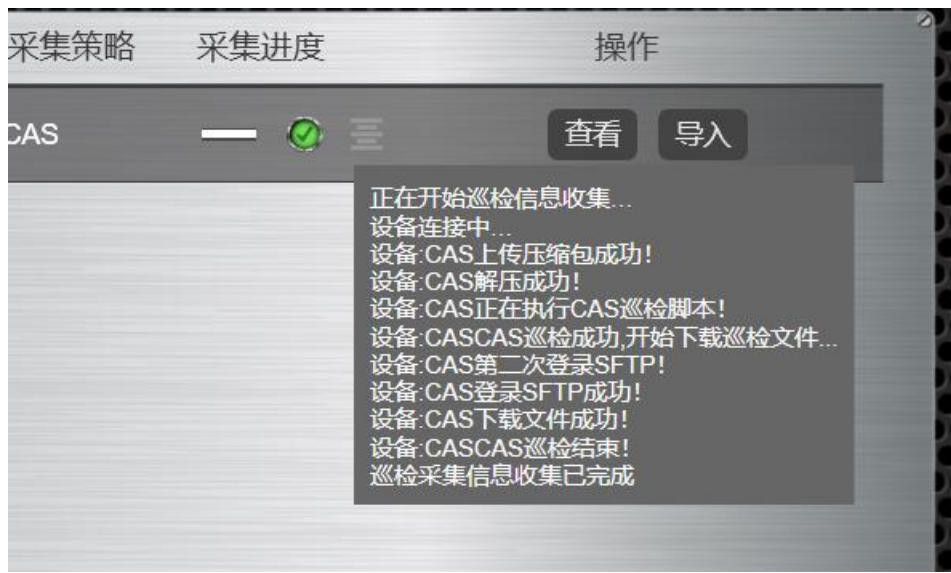 采集策略 采集进度 操作
CAS 查看 导入
正在开始巡检信息收集...
设备连接中...
设备:CAS上传压缩包成功!
设备:CAS解压成功!
设备:CAS正在执行CAS巡检脚本!
设备:CASCAS巡检成功,开始下载巡检文件...
设备:CAS第二次登录SFTP!
设备:CAS登录SFTP成功!
设备:CAS下载文件成功!
设备:CASCAS巡检结束!
巡检采集信息收集已完成